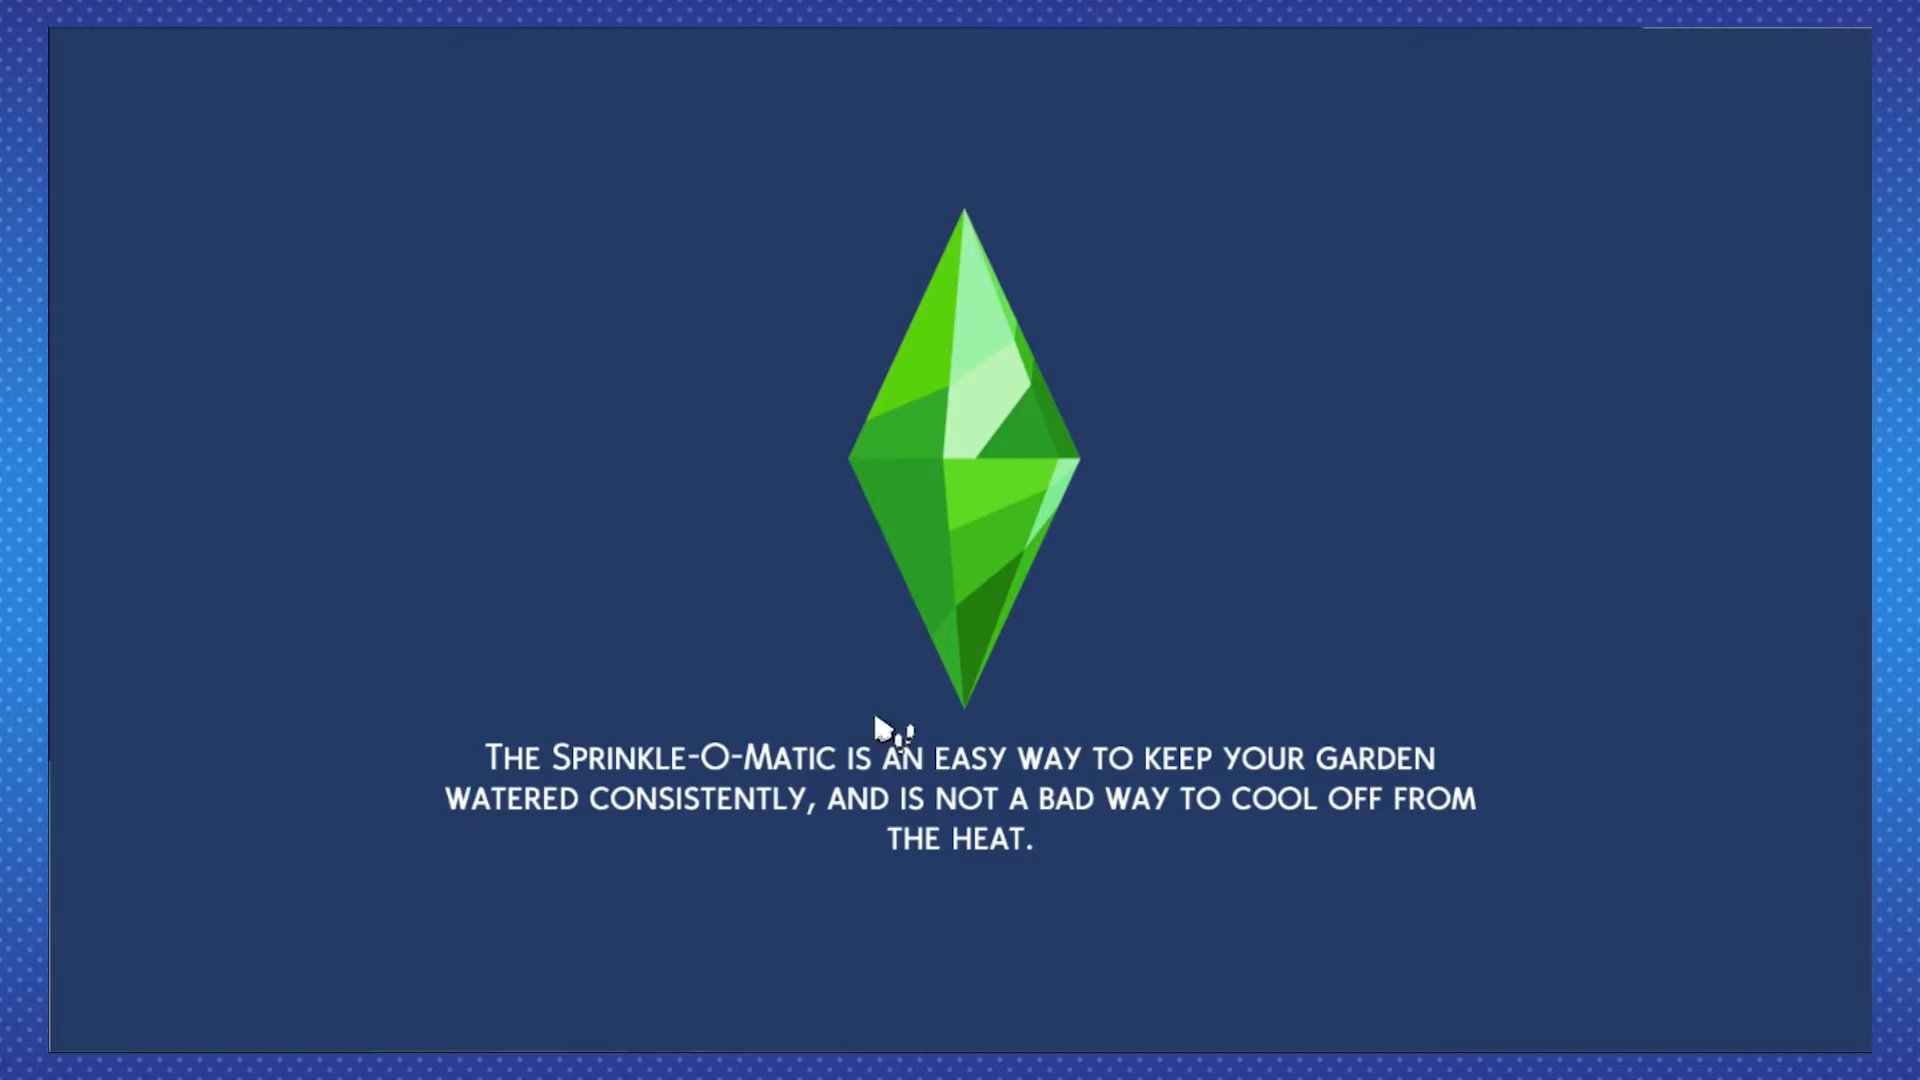 The Sprinkle-O-Matic is an easy way to keep your garden
watered consistently, and is not a bad way to cool off from
the heat.